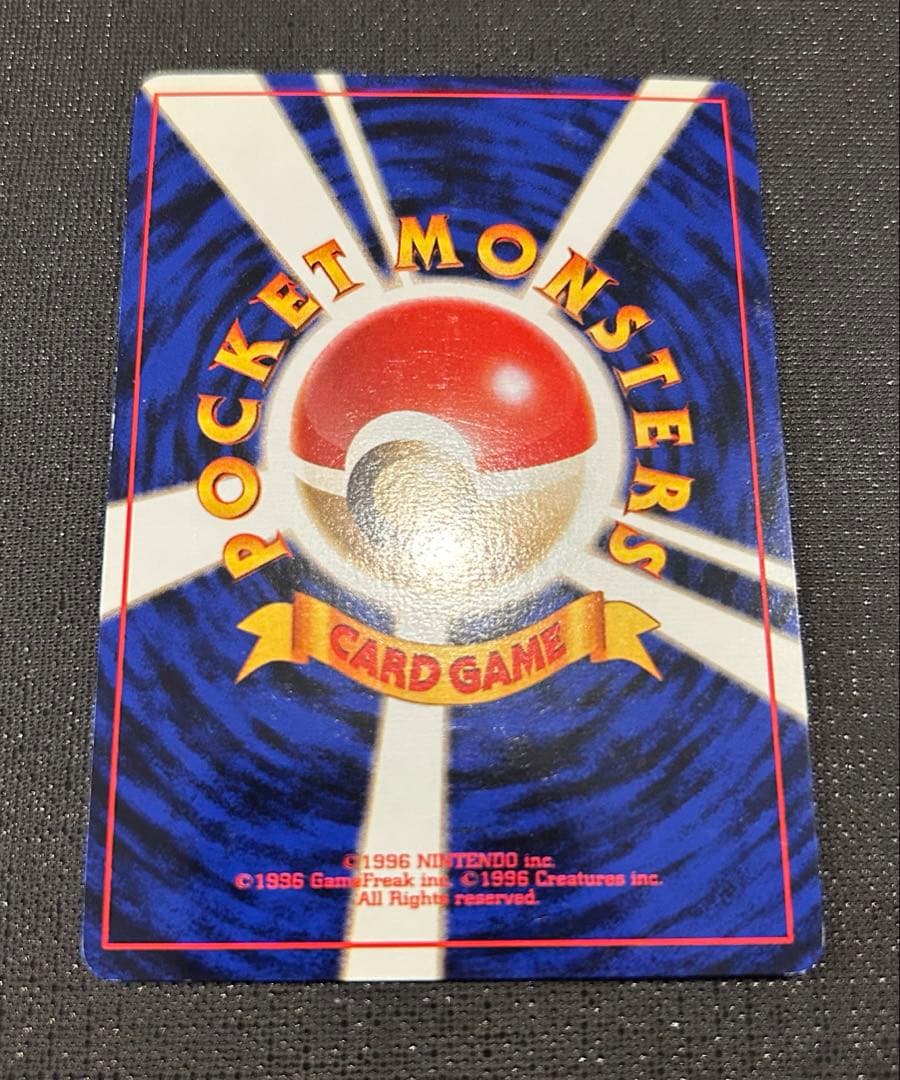 POCKET MONSTERS
CARD GAME
©1996 NINTENDO inc.
©1996 GameFreak inc. ©1996 Creatures inc.
All Rights reserved.